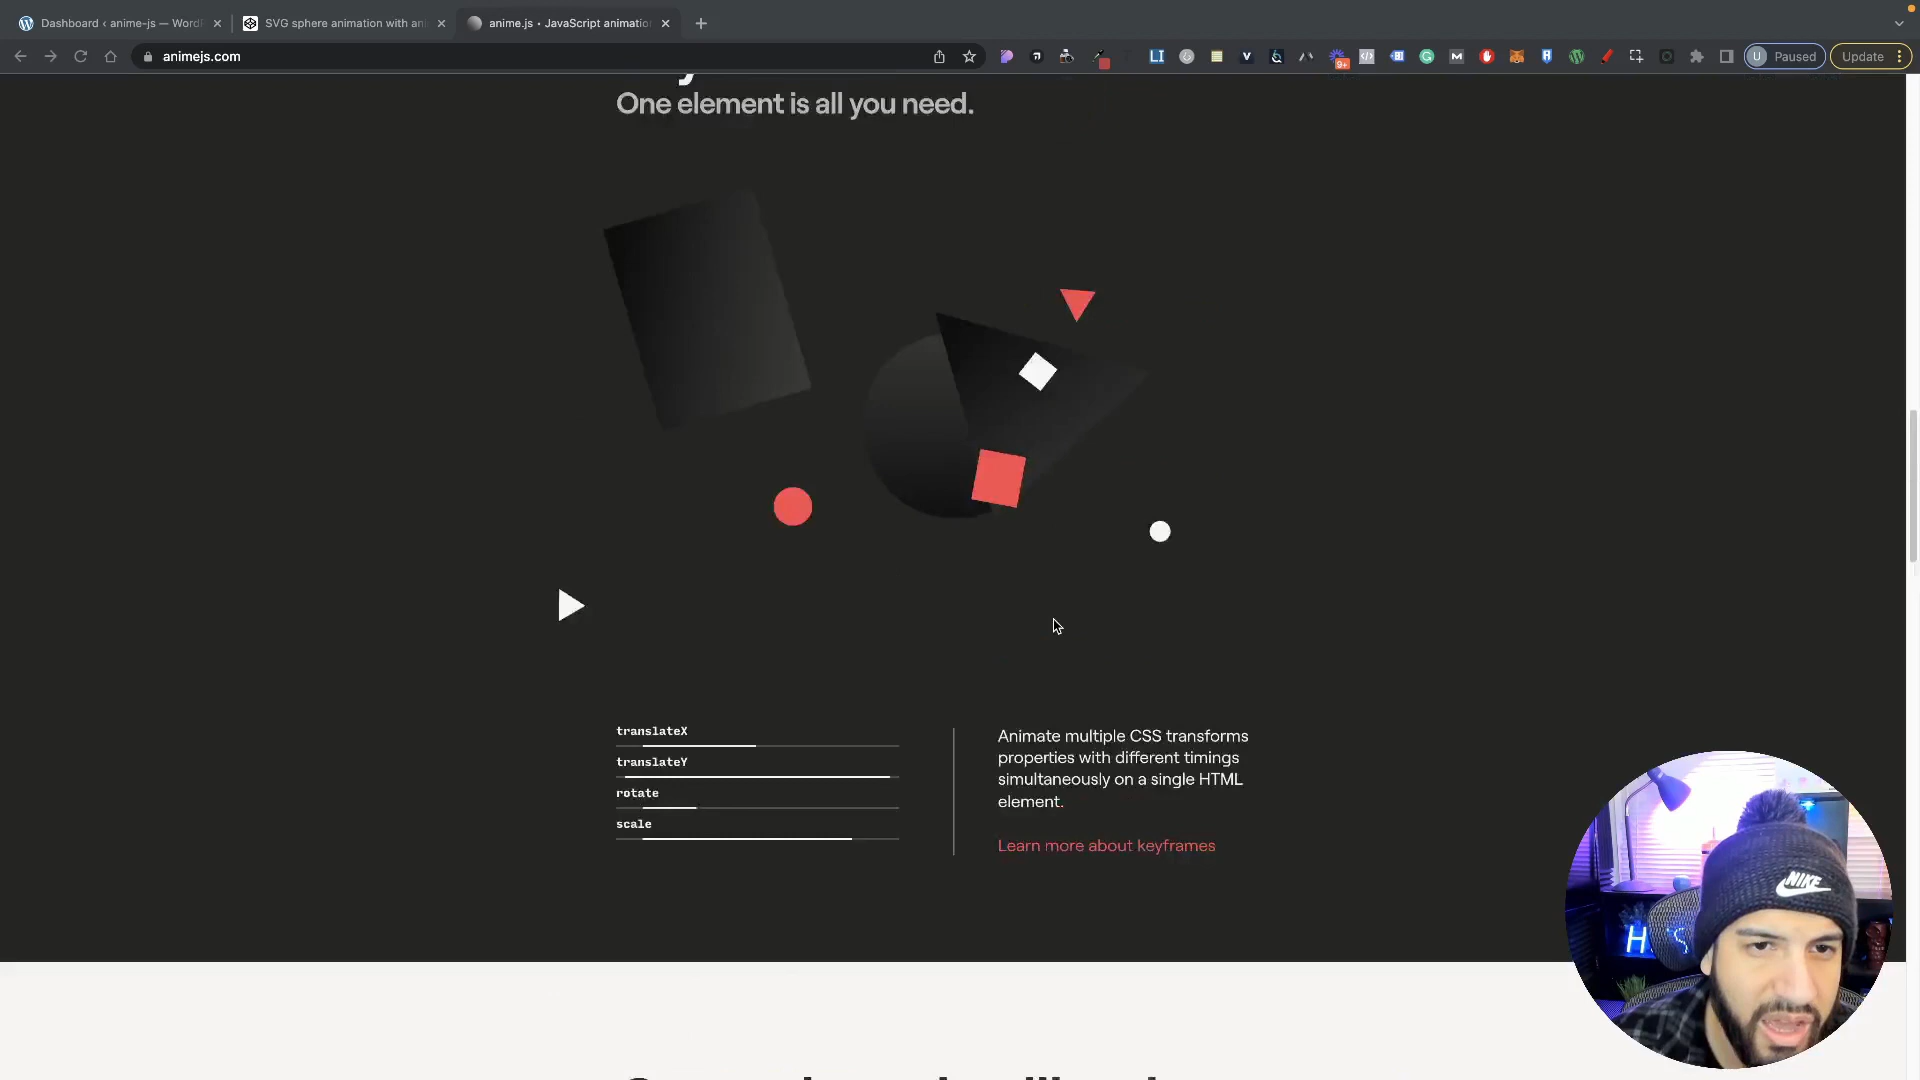 Dashboard ‹ anime-js — Word
SVG sphere animation with ani
anime.js • JavaScript animatio
animejs.com
9+
U Paused
Update
One element is all you need.
translateX
translateY
rotate
scale
Animate multiple CSS transforms
properties with different timings
simultaneously on a single HTML
element.
Learn more about keyframes
NIKE
H